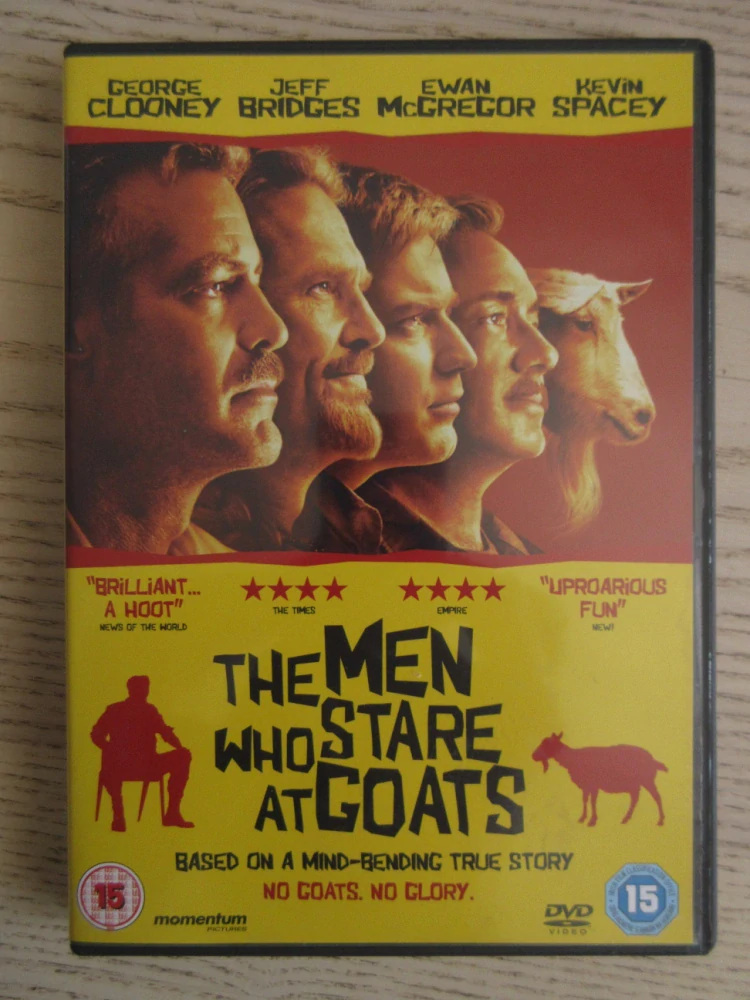 GEORGE CLOONEY
JEFF BRIDGES
EWAN McGREGOR
KEVIN SPACEY
"BRILLIANT...
A HOOT"
NEWS OF THE WORLD
★★★★
THE TIMES
★★★★
EMPIRE
"UPROARIOUS
FUN"
NEW!
THE MEN
WHO STARE
AT GOATS
BASED ON A MIND-BENDING TRUE STORY
NO GOATS. NO GLORY.
15
momentum
PICTURES
DVD
VIDEO
15